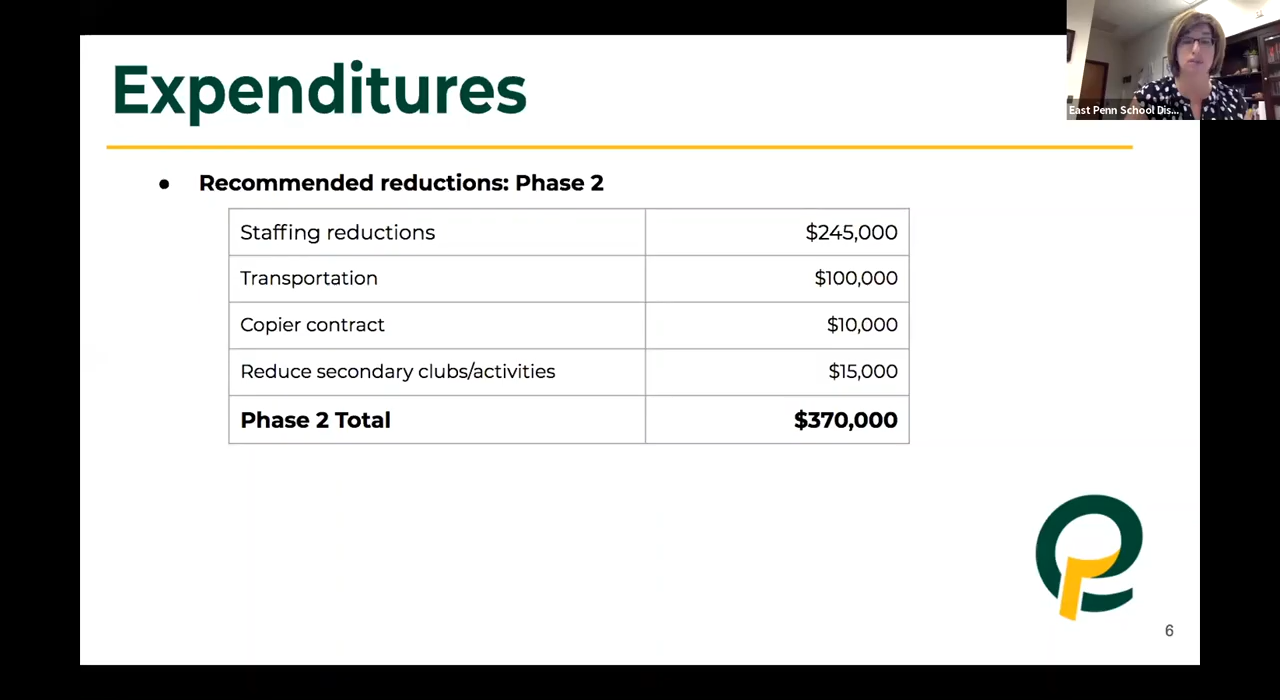 Expenditures
East Penn School Dis...
● Recommended reductions: Phase 2
Staffing reductions $245,000
Transportation $100,000
Copier contract $10,000
Reduce secondary clubs/activities $15,000
Phase 2 Total $370,000
6